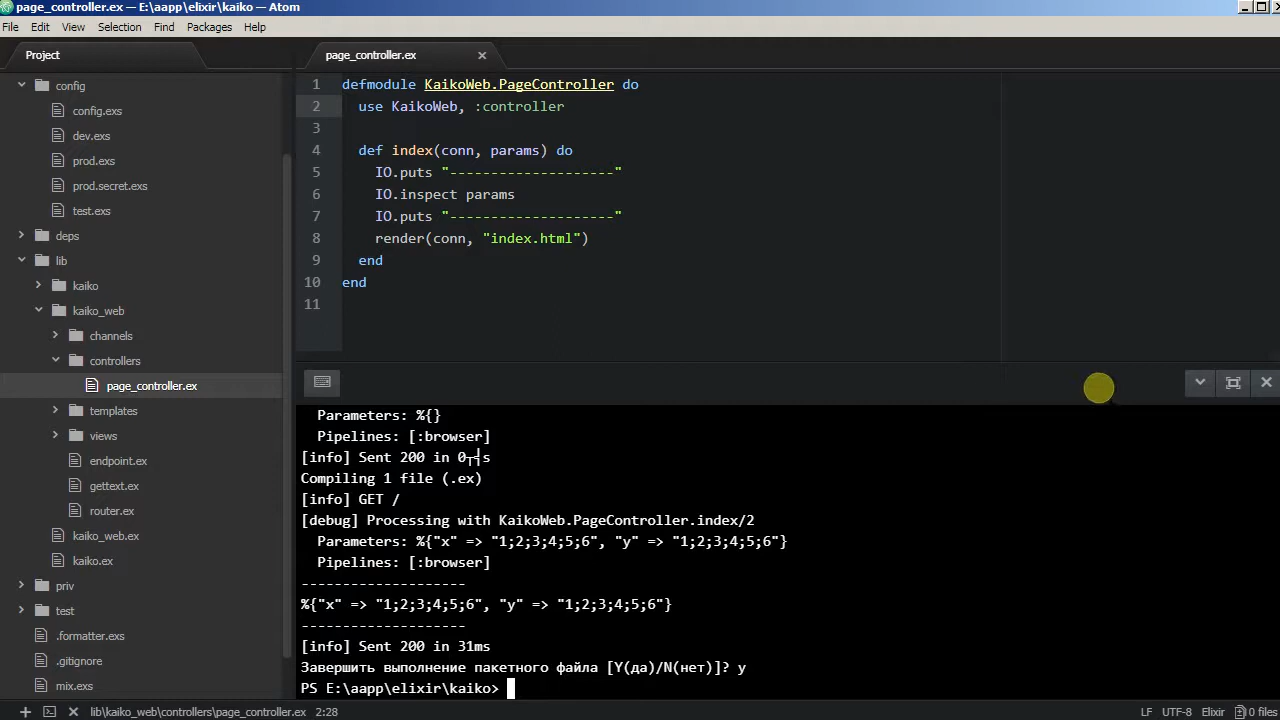 page_controller.ex — E:\aapp\elixir\kaiko — Atom
File Edit View Selection Find Packages Help
Project
page_controller.ex
config
config.exs
dev.exs
prod.exs
prod.secret.exs
test.exs
deps
lib
kaiko
kaiko_web
channels
controllers
page_controller.ex
templates
views
endpoint.ex
gettext.ex
router.ex
kaiko_web.ex
kaiko.ex
priv
test
.formatter.exs
.gitignore
mix.exs
1 defmodule KaikoWeb.PageController do
2 use KaikoWeb, :controller
3
4 def index(conn, params) do
5 IO.puts "--------------------"
6 IO.inspect params
7 IO.puts "--------------------"
8 render(conn, "index.html")
9 end
10 end
11
Parameters: %{}
Pipelines: [:browser]
[info] Sent 200 in 0┬╡s
Compiling 1 file (.ex)
[info] GET /
[debug] Processing with KaikoWeb.PageController.index/2
Parameters: %{"x" => "1;2;3;4;5;6", "y" => "1;2;3;4;5;6"}
Pipelines: [:browser]
--------------------
%{"x" => "1;2;3;4;5;6", "y" => "1;2;3;4;5;6"}
--------------------
[info] Sent 200 in 31ms
Завершить выполнение пакетного файла [Y(да)/N(нет)]? y
PS E:\aapp\elixir\kaiko>
lib\kaiko_web\controllers\page_controller.ex 2:28
LF UTF-8 Elixir 0 files